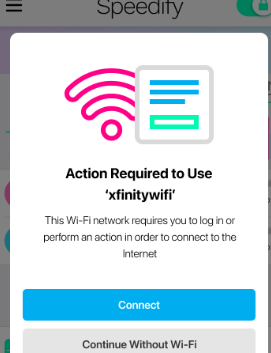 Speedify
Action Required to Use
‘xfinitywifi’
This Wi-Fi network requires you to log in or
perform an action in order to connect to the
Internet
Connect
Continue Without Wi-Fi